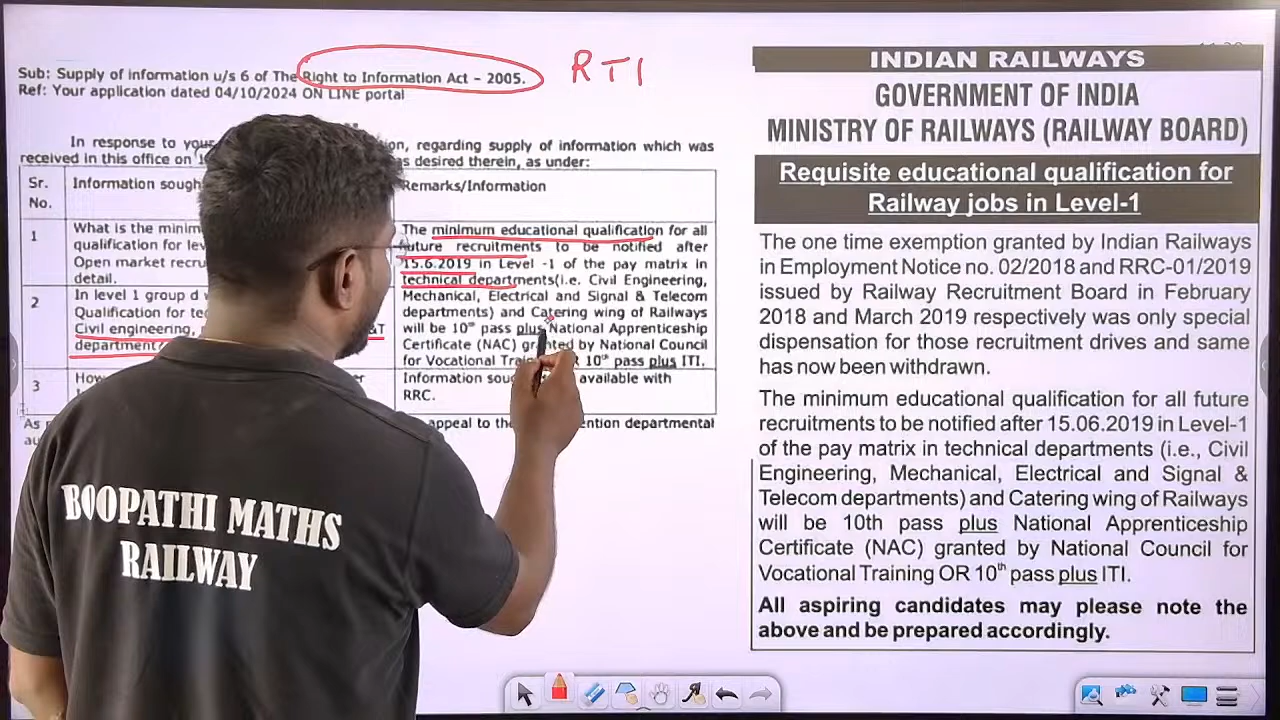 Sub: Supply of information u/s 6 of The Right to Information Act – 2005.
RTI
Ref: Your application dated 04/10/2024 ON LINE portal
In response to your
ion, regarding supply of information which was
received in this office on
as desired therein, as under:
Sr. No.
Information sough
Remarks/Information
1
What is the minim
qualification for lev
Open market recru
detail.
The minimum educational qualification for all
future recruitments to be notified after
15.6.2019 in Level -1 of the pay matrix in
technical departments(i.e. Civil Engineering,
Mechanical, Electrical and Signal & Telecom
departments) and Catering wing of Railways
will be 10th pass plus National Apprenticeship
Certificate (NAC) granted by National Council
for Vocational Trai
10th pass plus ITI.
2
In level 1 group d
Qualification for te
Civil engineering,
&T
department?
3
How
Information soug
available with
RRC.
appeal to the
ention departmental
INDIAN RAILWAYS
GOVERNMENT OF INDIA
MINISTRY OF RAILWAYS (RAILWAY BOARD)
Requisite educational qualification for
Railway jobs in Level-1
The one time exemption granted by Indian Railways
in Employment Notice no. 02/2018 and RRC-01/2019
issued by Railway Recruitment Board in February
2018 and March 2019 respectively was only special
dispensation for those recruitment drives and same
has now been withdrawn.
The minimum educational qualification for all future
recruitments to be notified after 15.06.2019 in Level-1
of the pay matrix in technical departments (i.e., Civil
Engineering, Mechanical, Electrical and Signal &
Telecom departments) and Catering wing of Railways
will be 10th pass plus National Apprenticeship
Certificate (NAC) granted by National Council for
Vocational Training OR 10th pass plus ITI.
All aspiring candidates may please note the
above and be prepared accordingly.
BOOPATHI MATHS
RAILWAY